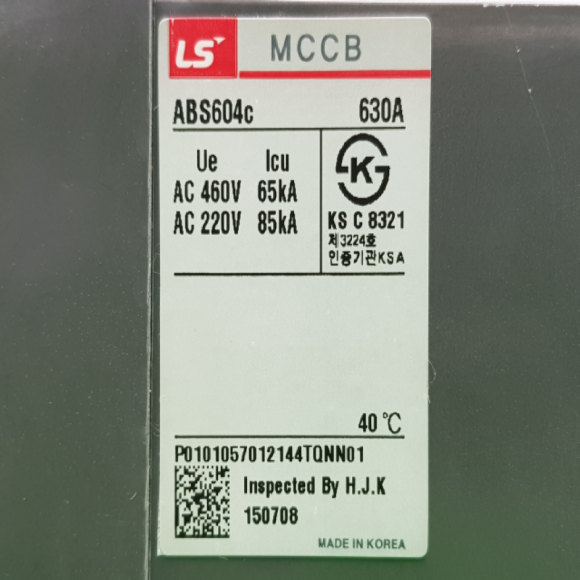 LS MCCB
ABS604c 630A
Ue Icu
AC 460V 65kA
AC 220V 85kA
K
KS C 8321
제3224호
인증기관KSA
40 ℃
P0101057012144TQNN01
Inspected By H.J.K
150708
MADE IN KOREA